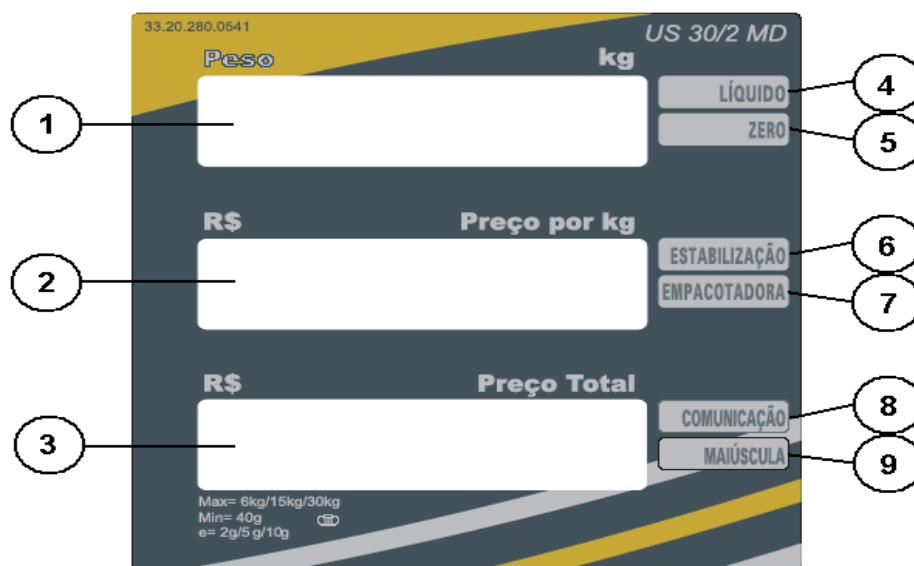 33.20.280.0541
US 30/2 MD
Peso kg
4
LÍQUIDO
1
ZERO
5
R$ Preço por kg
6
ESTABILIZAÇÃO
2
EMPACOTADORA
7
R$ Preço Total
8
COMUNICAÇÃO
3
MAIÚSCULA
9
Max= 6kg/15kg/30kg
Min= 40g
e= 2g/5 g/10g